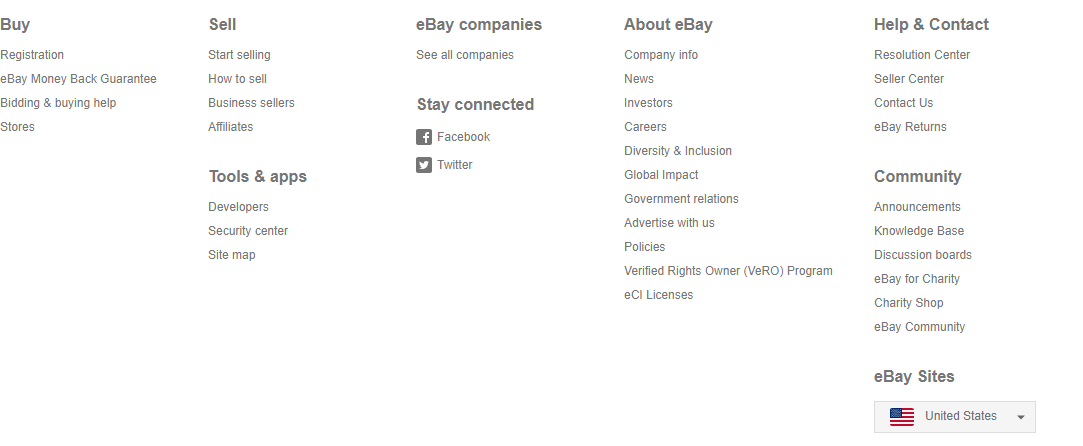 Buy
Registration
eBay Money Back Guarantee
Bidding & buying help
Stores
Sell
Start selling
How to sell
Business sellers
Affiliates
Tools & apps
Developers
Security center
Site map
eBay companies
See all companies
Stay connected
Facebook
Twitter
About eBay
Company info
News
Investors
Careers
Diversity & Inclusion
Global Impact
Government relations
Advertise with us
Policies
Verified Rights Owner (VeRO) Program
eCI Licenses
Help & Contact
Resolution Center
Seller Center
Contact Us
eBay Returns
Community
Announcements
Knowledge Base
Discussion boards
eBay for Charity
Charity Shop
eBay Community
eBay Sites
United States